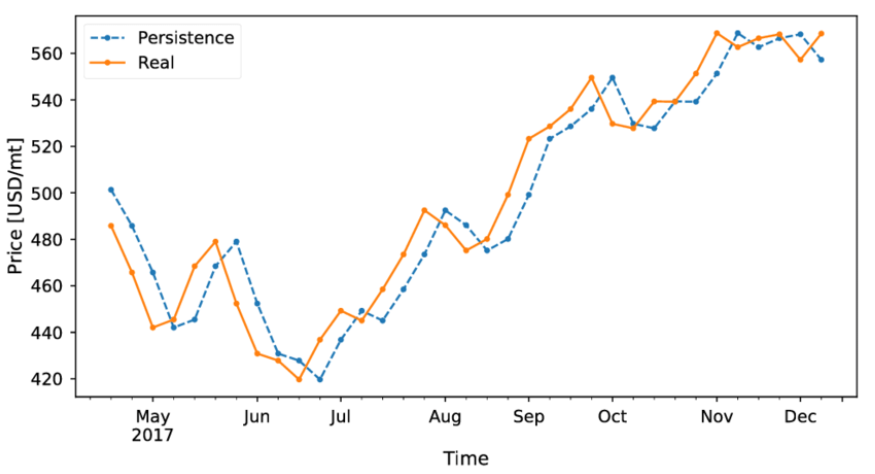 Persistence
Real
560
540
520
500
480
460
440
420
Price [USD/mt]
May Jun Jul Aug Sep Oct Nov Dec
2017
Time